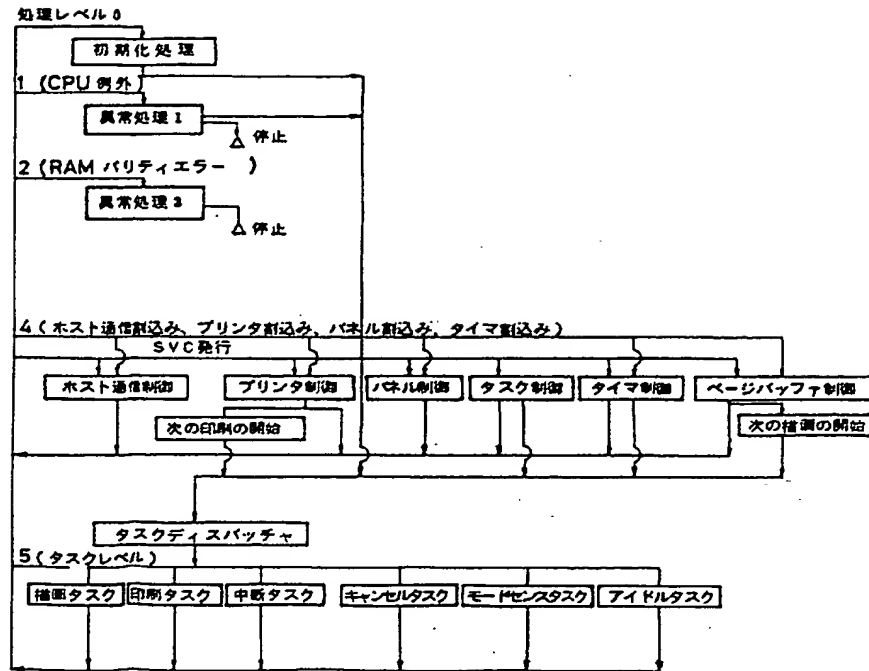 処理レベル0
初期化処理
1 (CPU 例外)
異常処理1
停止
2 (RAM パリティエラー )
異常処理2
停止
4 (ホスト通信割込み、プリンタ割込み、パネル割込み、タイマ割込み)
SVC発行
ホスト通信制御 プリンタ制御 パネル制御 タスク制御 タイマ制御 ページバッファ制御
次の印刷の開始 次の描画の開始
タスクディスパッチャ
5 (タスクレベル)
描画タスク 印刷タスク 中断タスク キャンセルタスク モードセンスタスク アイドルタスク